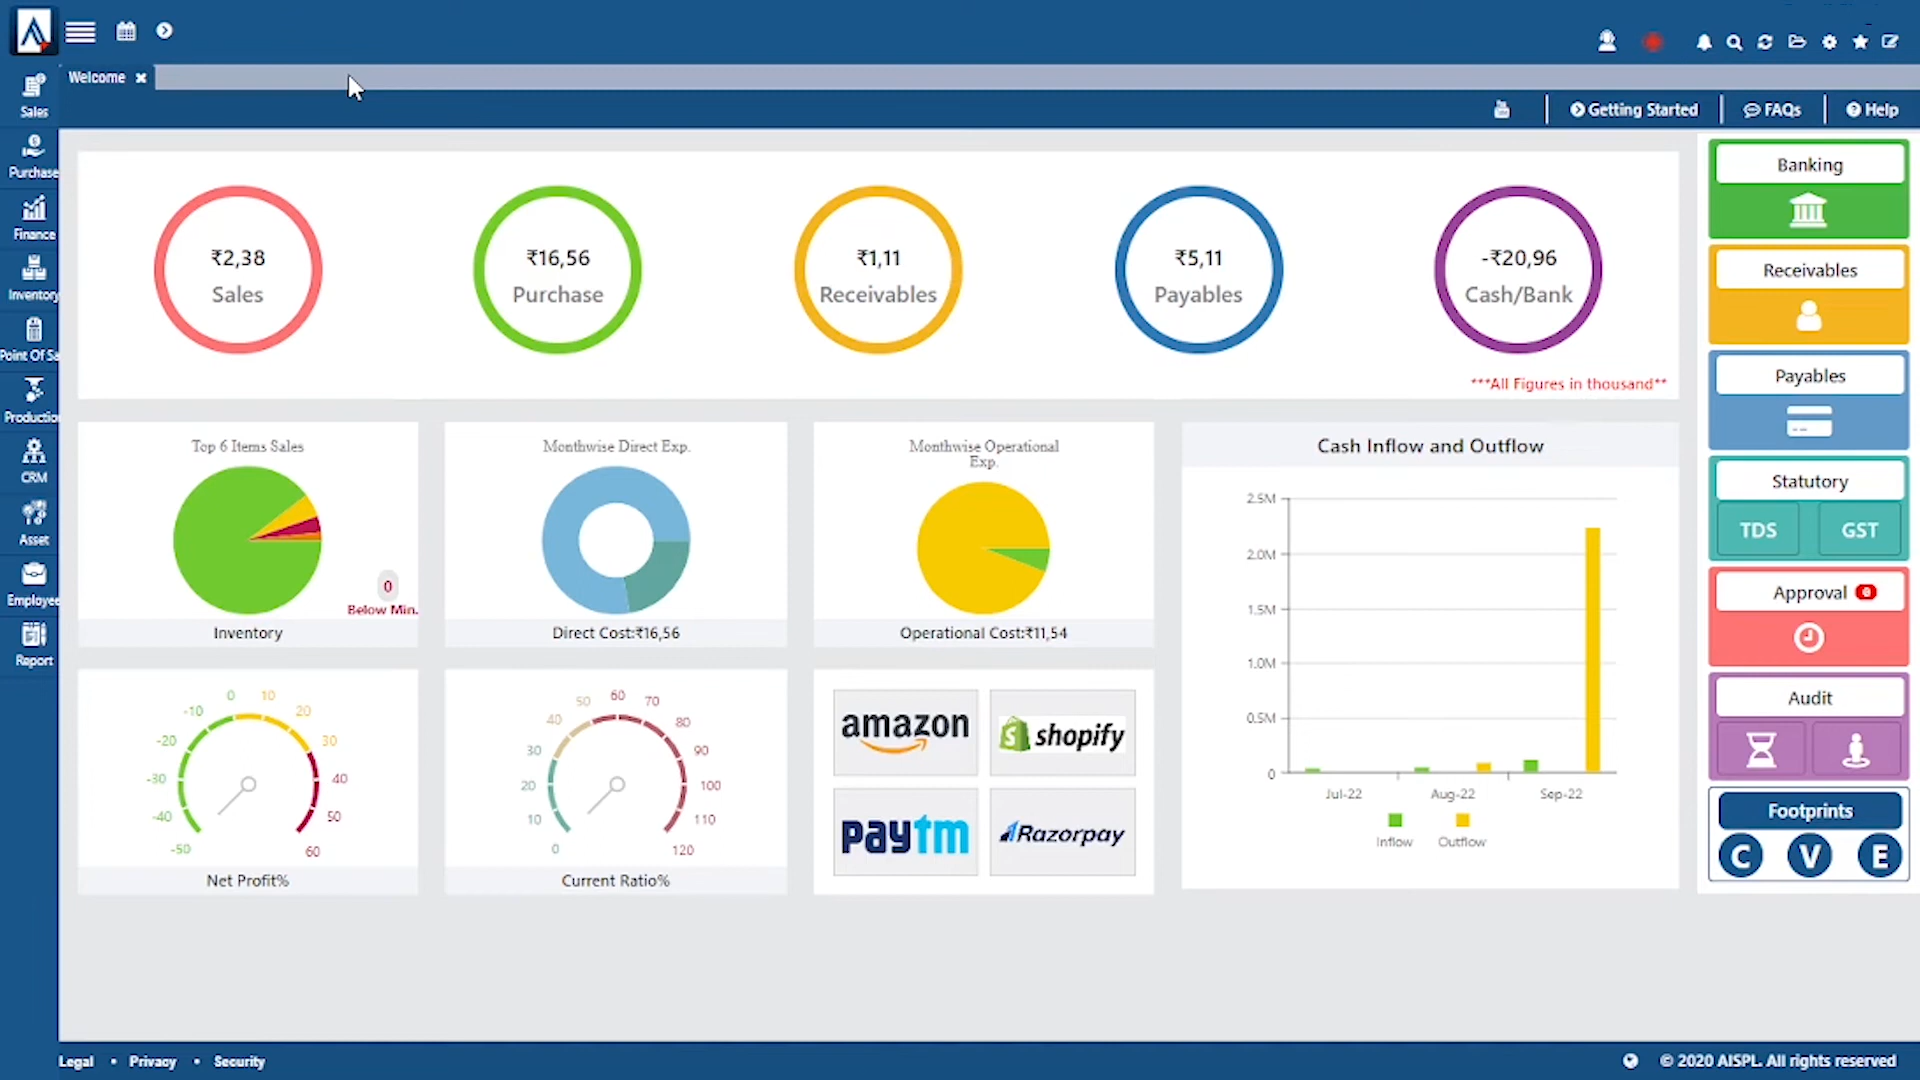 Welcome ×
Getting Started
FAQs
Help
Sales
Purchase
Finance
Inventory
Point Of Sa
Productio
CRM
Asset
Employee
Report
₹2,38
Sales
₹16,56
Purchase
₹1,11
Receivables
₹5,11
Payables
-₹20,96
Cash/Bank
***All Figures in thousand**
Top 6 Items Sales
0
Below Min.
Inventory
Monthwise Direct Exp.
Direct Cost:₹16,56
Monthwise Operational
Exp.
Operational Cost:₹11,54
Cash Inflow and Outflow
2.5M
2.0M
1.5M
1.0M
0.5M
0
Jul-22
Aug-22
Sep-22
Inflow
Outflow
-50
-40
-30
-20
-10
0
10
20
30
40
50
60
Net Profit%
0
10
20
30
40
50
60
70
80
90
100
110
120
Current Ratio%
amazon
shopify
paytm
Razorpay
Banking
Receivables
Payables
Statutory
TDS
GST
Approval 0
Audit
Footprints
C V E
Legal • Privacy • Security
© 2020 AISPL. All rights reserved